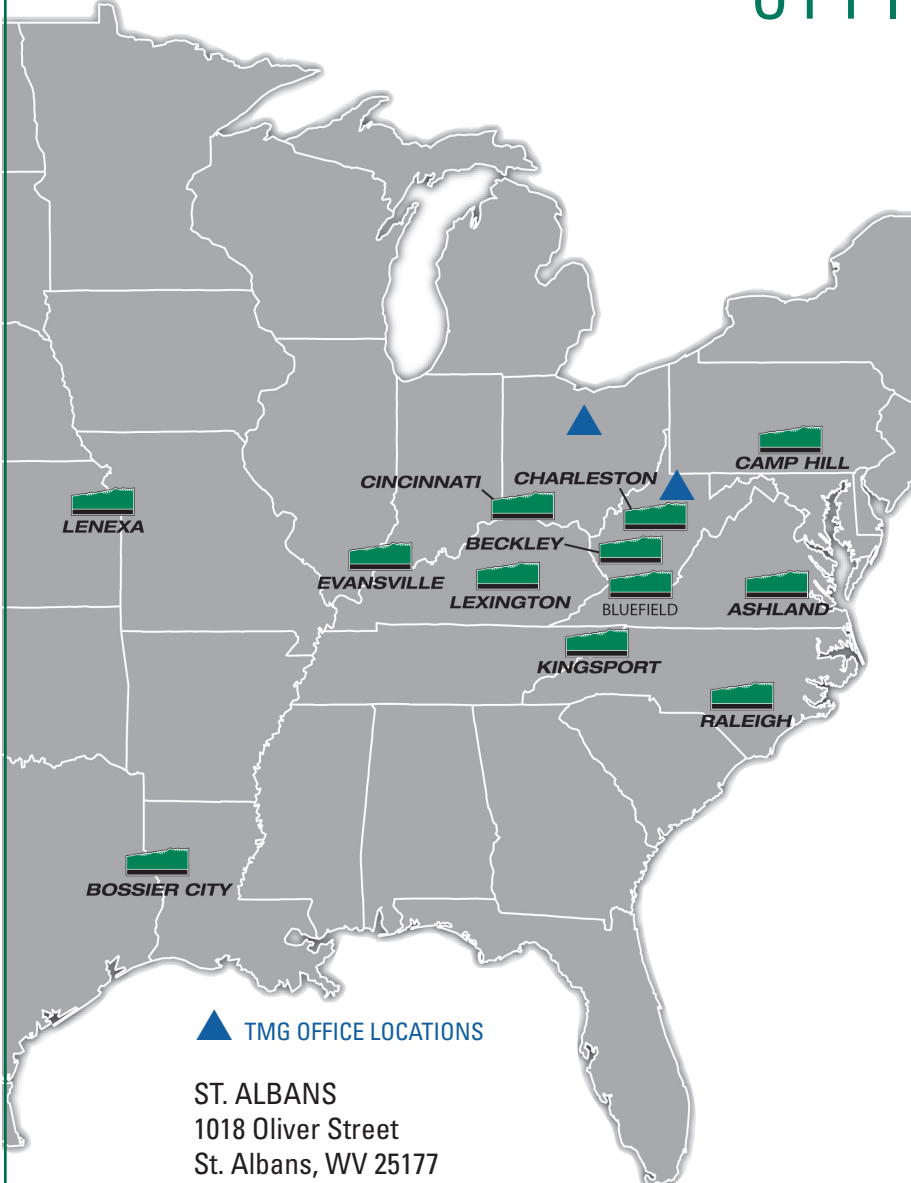 CAMP HILL
CINCINNATI
CHARLESTON
LENEXA
BECKLEY
EVANSVILLE
LEXINGTON
BLUEFIELD
ASHLAND
KINGSPORT
RALEIGH
BOSSIER CITY
TMG OFFICE LOCATIONS
ST. ALBANS
1018 Oliver Street
St. Albans, WV 25177